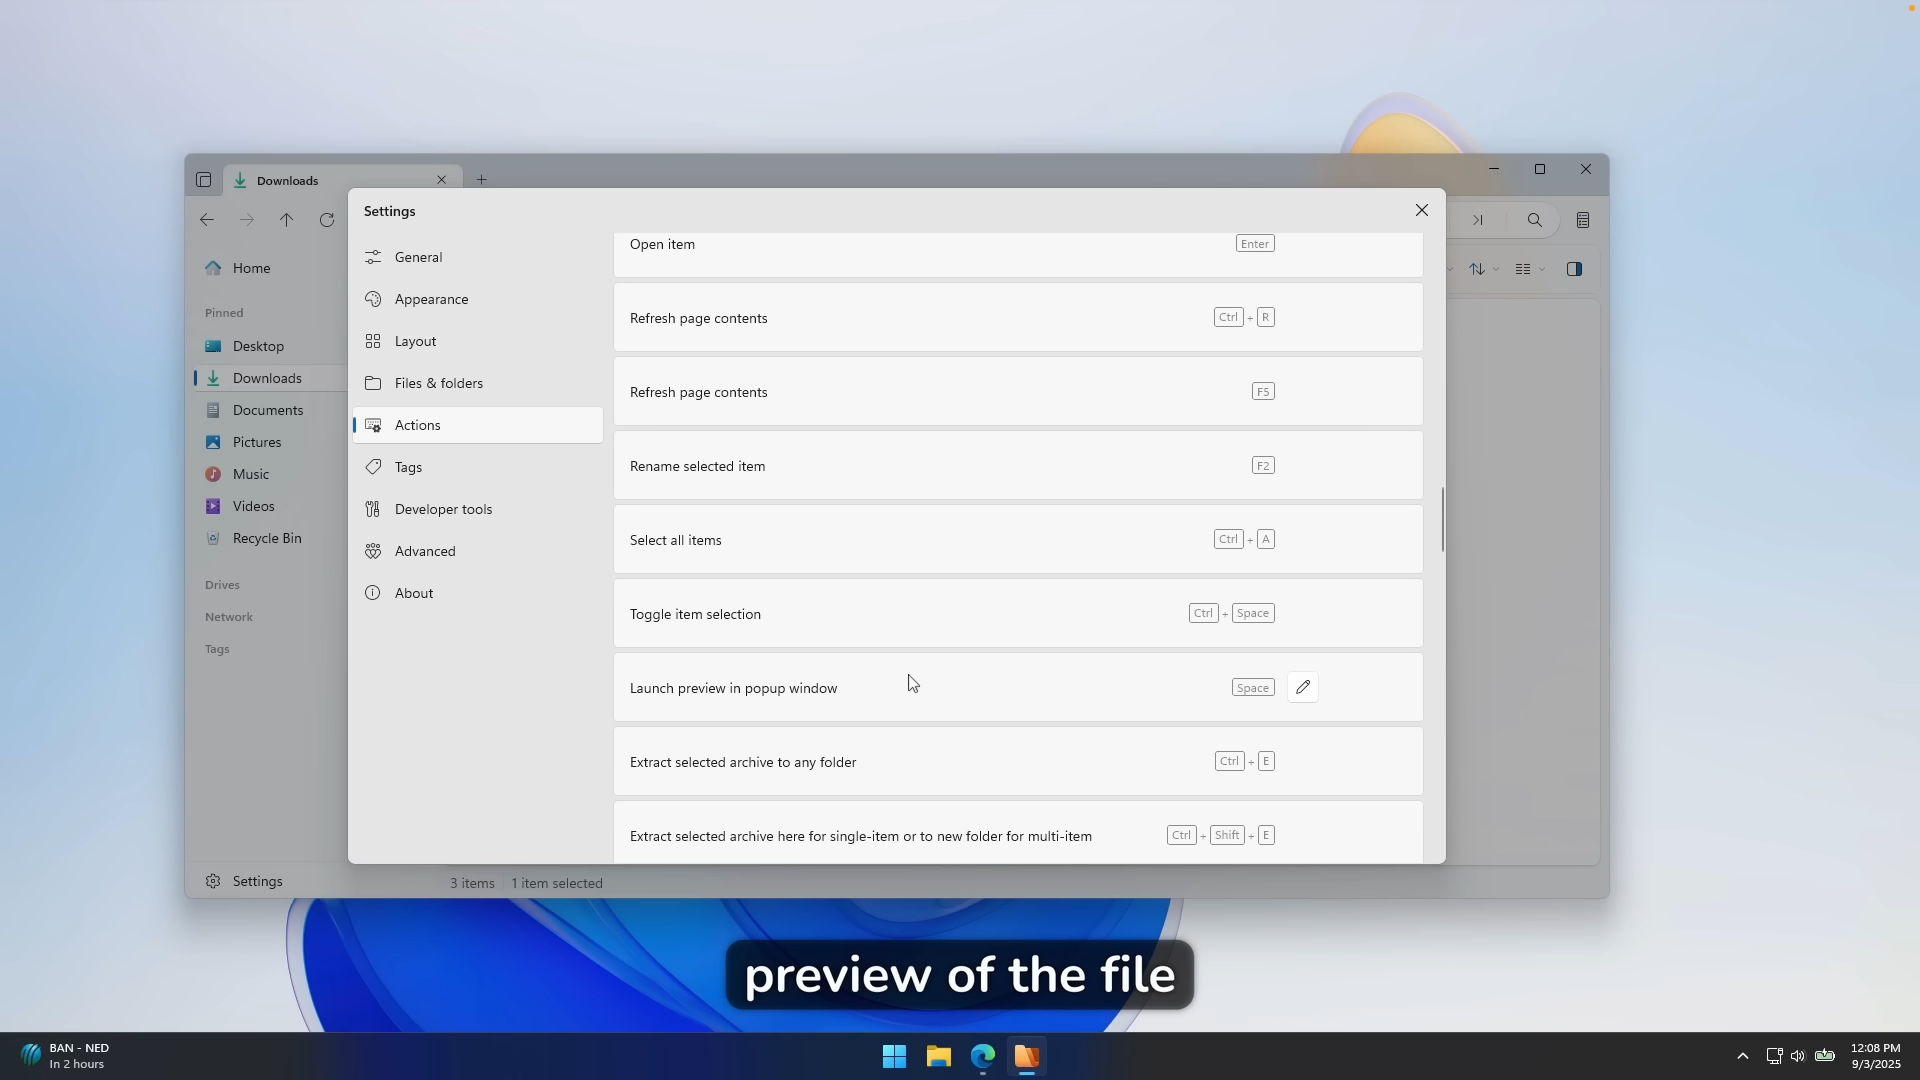 Downloads
Settings
Home
Pinned
Desktop
Downloads
Documents
Pictures
Music
Videos
Recycle Bin
Drives
Network
Tags
Settings
General
Appearance
Layout
Files & folders
Actions
Tags
Developer tools
Advanced
About
Open item Enter
Refresh page contents Ctrl + R
Refresh page contents F5
Rename selected item F2
Select all items Ctrl + A
Toggle item selection Ctrl + Space
Launch preview in popup window Space
Extract selected archive to any folder Ctrl + E
Extract selected archive here for single-item or to new folder for multi-item Ctrl + Shift + E
3 items 1 item selected
preview of the file
BAN - NED
In 2 hours
12:08 PM
9/3/2025